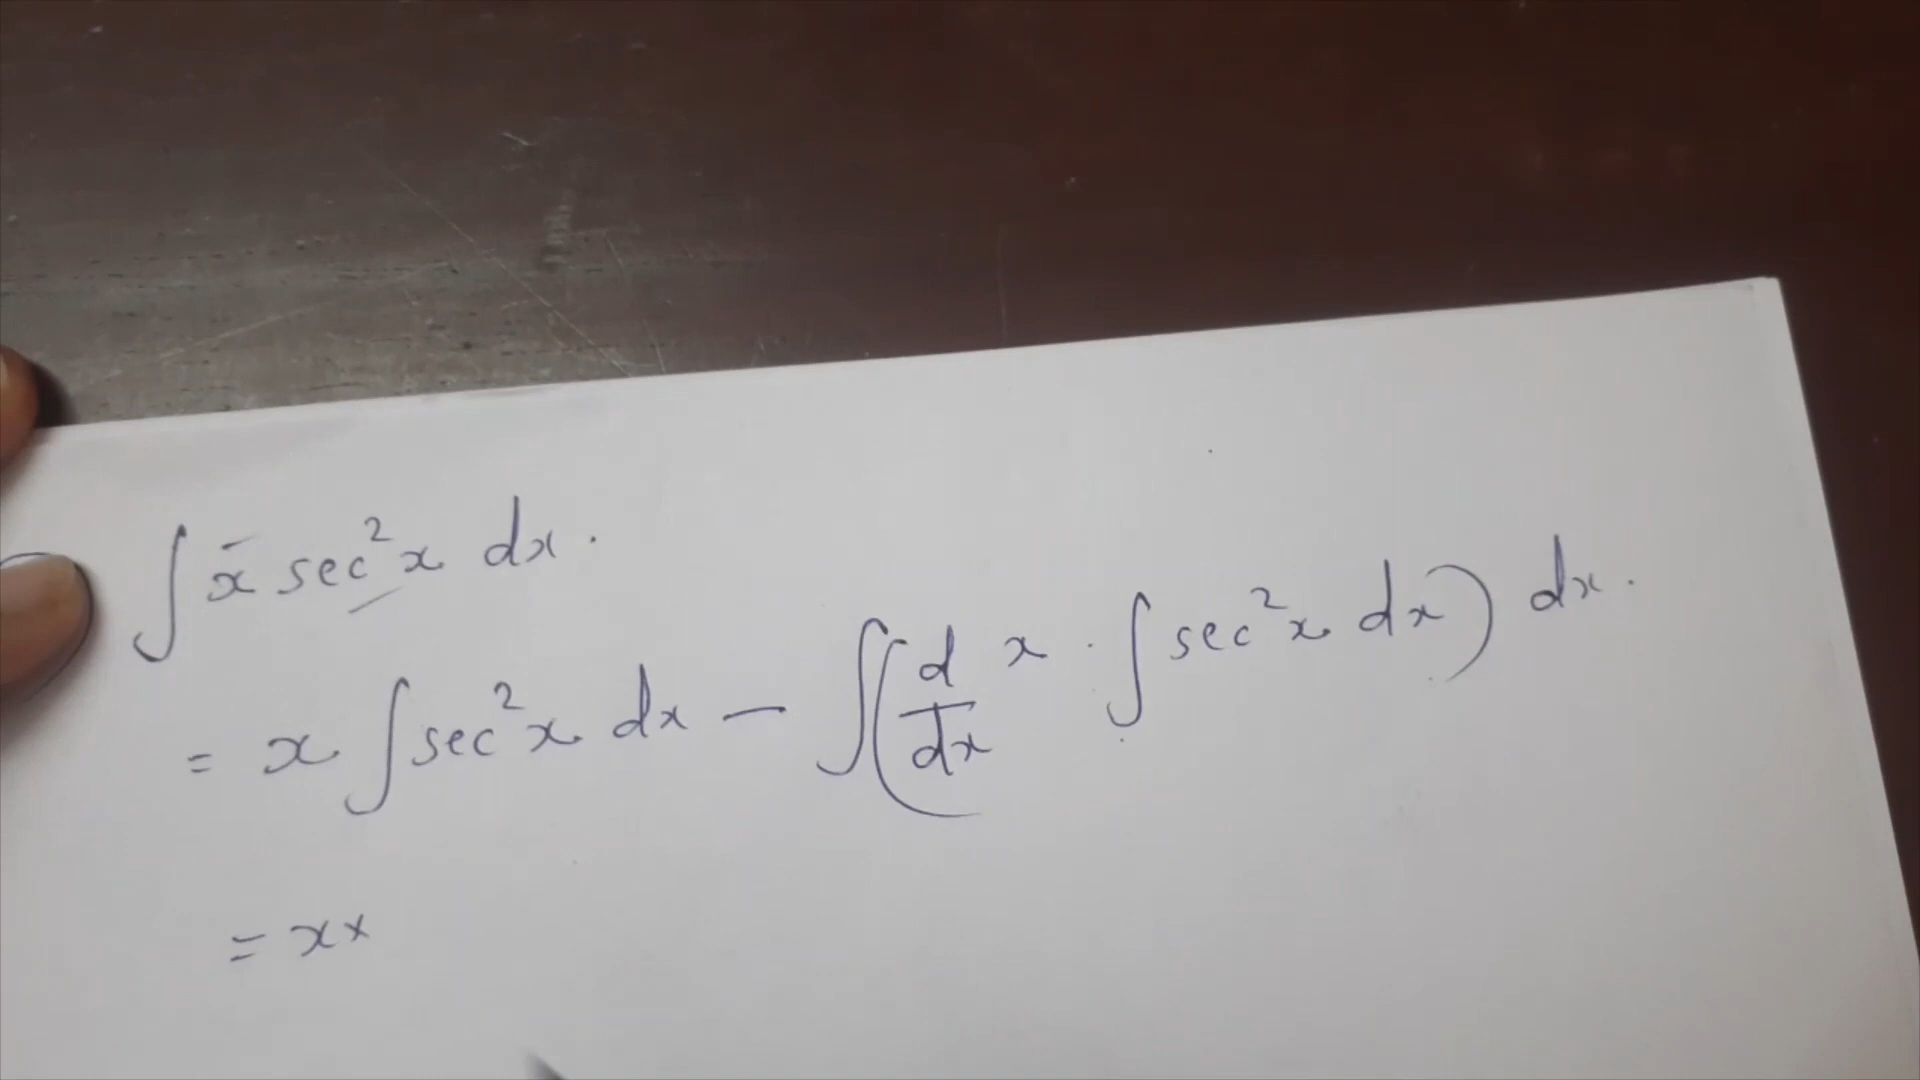 ∫ x sec²x dx.
= x ∫ sec²x dx − ∫(d/dx x · ∫ sec²x dx) dx.
= x×